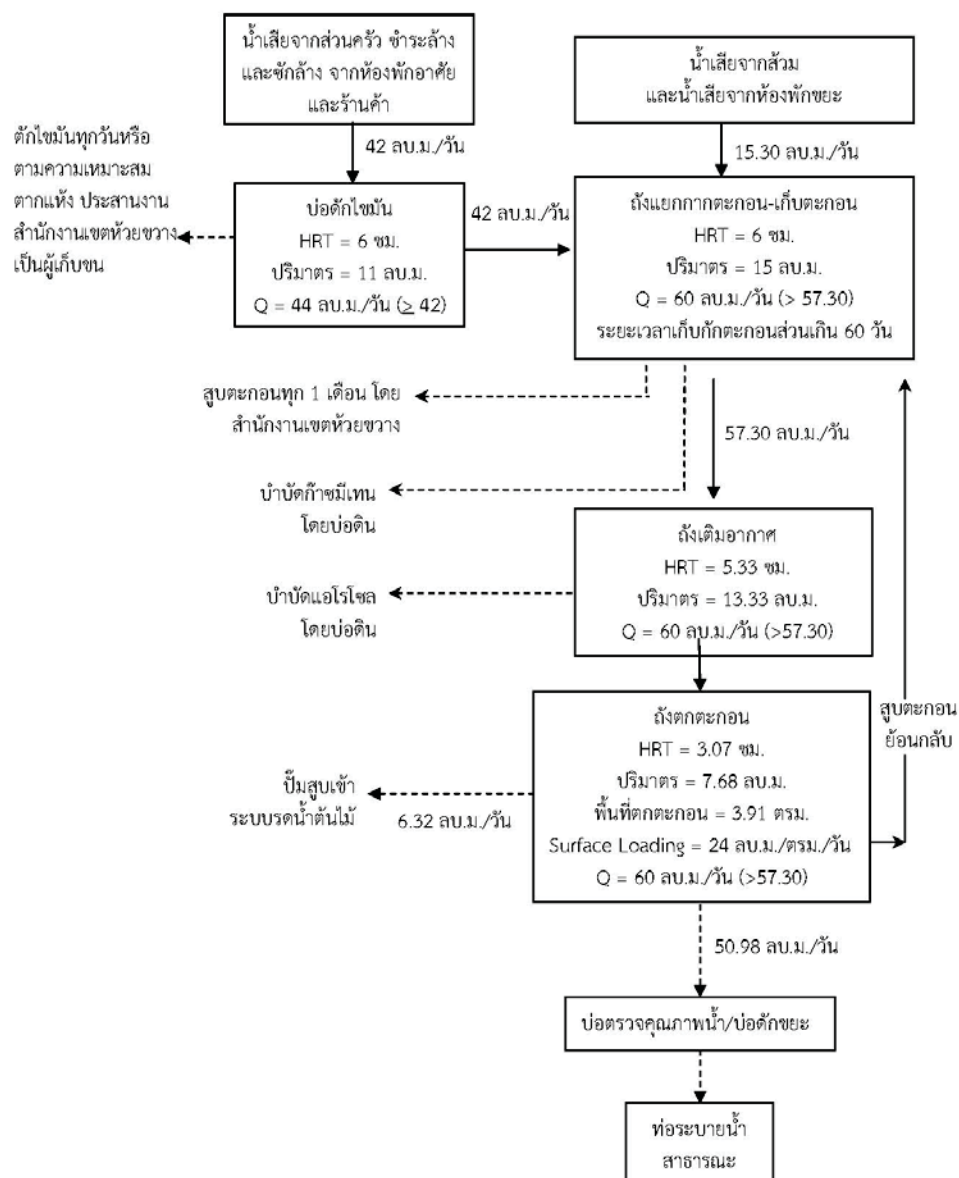 น้ำเสียจากส่วนครัว ชำระล้าง
และซักล้าง จากห้องพักอาศัย
และร้านค้า
น้ำเสียจากส้วม
และน้ำเสียจากห้องพักขยะ
42 ลบ.ม./วัน
15.30 ลบ.ม./วัน
ตักไขมันทุกวันหรือ
ตามความเหมาะสม
ตากแห้ง ประสานงาน
สำนักงานเขตห้วยขวาง
เป็นผู้เก็บขน
บ่อดักไขมัน
HRT = 6 ชม.
ปริมาตร = 11 ลบ.ม.
Q = 44 ลบ.ม./วัน (≥ 42)
42 ลบ.ม./วัน
ถังแยกกากตะกอน-เก็บตะกอน
HRT = 6 ชม.
ปริมาตร = 15 ลบ.ม.
Q = 60 ลบ.ม./วัน (> 57.30)
ระยะเวลาเก็บกักตะกอนส่วนเกิน 60 วัน
สูบตะกอนทุก 1 เดือน โดย
สำนักงานเขตห้วยขวาง
57.30 ลบ.ม./วัน
บำบัดก๊าซมีเทน
โดยบ่อดิน
ถังเติมอากาศ
HRT = 5.33 ชม.
ปริมาตร = 13.33 ลบ.ม.
Q = 60 ลบ.ม./วัน (>57.30)
บำบัดแอโรโซล
โดยบ่อดิน
ถังตกตะกอน
HRT = 3.07 ชม.
ปริมาตร = 7.68 ลบ.ม.
พื้นที่ตกตะกอน = 3.91 ตรม.
Surface Loading = 24 ลบ.ม./ตรม./วัน
Q = 60 ลบ.ม./วัน (>57.30)
สูบตะกอน
ย้อนกลับ
ปั๊มสูบเข้า
ระบบรดน้ำต้นไม้
6.32 ลบ.ม./วัน
50.98 ลบ.ม./วัน
บ่อตรวจคุณภาพน้ำ/บ่อดักขยะ
ท่อระบายน้ำ
สาธารณะ